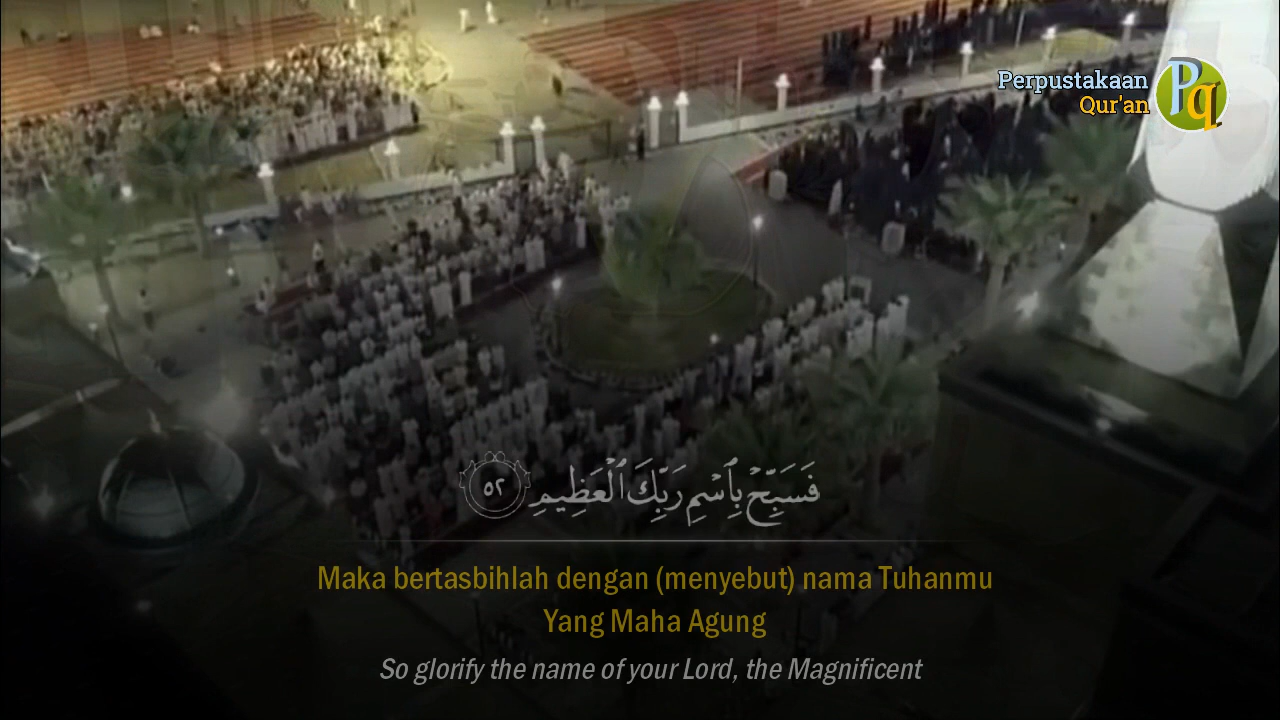 Perpustakaan
Qur'an
Pq
فَسَبِّحْ بِٱسْمِ رَبِّكَ ٱلْعَظِيمِ ٥٢
Maka bertasbihlah dengan (menyebut) nama Tuhanmu
Yang Maha Agung
So glorify the name of your Lord, the Magnificent